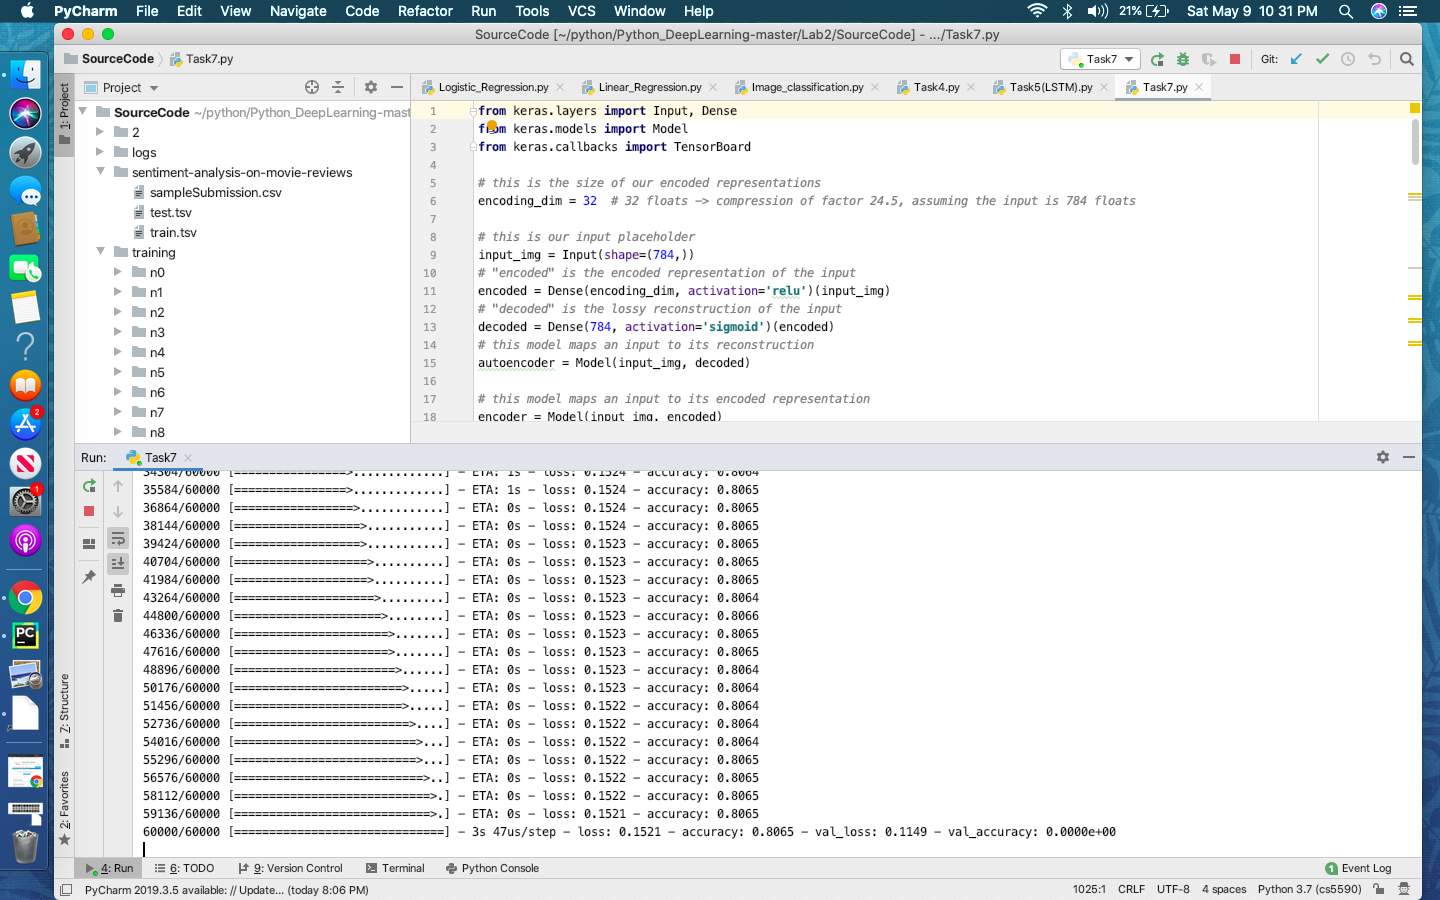 PyCharm File Edit View Navigate Code Refactor Run Tools VCS Window Help 21% Sat May 9 10 31 PM
SourceCode [~/python/Python_DeepLearning-master/Lab2/SourceCode] - .../Task7.py
SourceCode Task7.py Task7 Git:
Project Logistic_Regression.py Linear_Regression.py Image_classification.py Task4.py Task5(LSTM).py Task7.py
1: Project
SourceCode ~/python/Python_DeepLearning-mast
2
logs
sentiment-analysis-on-movie-reviews
sampleSubmission.csv
test.tsv
train.tsv
training
n0
n1
n2
n3
n4
n5
n6
n7
n8
1 from keras.layers import Input, Dense
2 from keras.models import Model
3 from keras.callbacks import TensorBoard
4
5 # this is the size of our encoded representations
6 encoding_dim = 32  # 32 floats -> compression of factor 24.5, assuming the input is 784 floats
7
8 # this is our input placeholder
9 input_img = Input(shape=(784,))
10 # "encoded" is the encoded representation of the input
11 encoded = Dense(encoding_dim, activation='relu')(input_img)
12 # "decoded" is the lossy reconstruction of the input
13 decoded = Dense(784, activation='sigmoid')(encoded)
14 # this model maps an input to its reconstruction
15 autoencoder = Model(input_img, decoded)
16
17 # this model maps an input to its encoded representation
18 encoder = Model(input_img, encoded)
Run: Task7
34304/60000 [================>.............] - ETA: 1s - loss: 0.1524 - accuracy: 0.8064
35584/60000 [================>.............] - ETA: 1s - loss: 0.1524 - accuracy: 0.8065
36864/60000 [=================>............] - ETA: 0s - loss: 0.1524 - accuracy: 0.8065
38144/60000 [==================>...........] - ETA: 0s - loss: 0.1524 - accuracy: 0.8065
39424/60000 [==================>...........] - ETA: 0s - loss: 0.1523 - accuracy: 0.8065
40704/60000 [===================>..........] - ETA: 0s - loss: 0.1523 - accuracy: 0.8065
41984/60000 [===================>..........] - ETA: 0s - loss: 0.1523 - accuracy: 0.8065
43264/60000 [====================>.........] - ETA: 0s - loss: 0.1523 - accuracy: 0.8064
44800/60000 [=====================>........] - ETA: 0s - loss: 0.1523 - accuracy: 0.8066
46336/60000 [======================>.......] - ETA: 0s - loss: 0.1523 - accuracy: 0.8065
47616/60000 [======================>.......] - ETA: 0s - loss: 0.1523 - accuracy: 0.8065
48896/60000 [=======================>......] - ETA: 0s - loss: 0.1523 - accuracy: 0.8064
50176/60000 [========================>.....] - ETA: 0s - loss: 0.1523 - accuracy: 0.8064
51456/60000 [========================>.....] - ETA: 0s - loss: 0.1522 - accuracy: 0.8064
52736/60000 [=========================>....] - ETA: 0s - loss: 0.1522 - accuracy: 0.8064
54016/60000 [==========================>...] - ETA: 0s - loss: 0.1522 - accuracy: 0.8064
55296/60000 [==========================>...] - ETA: 0s - loss: 0.1522 - accuracy: 0.8065
56576/60000 [===========================>..] - ETA: 0s - loss: 0.1522 - accuracy: 0.8065
58112/60000 [============================>.] - ETA: 0s - loss: 0.1522 - accuracy: 0.8065
59136/60000 [============================>.] - ETA: 0s - loss: 0.1521 - accuracy: 0.8065
60000/60000 [==============================] - 3s 47us/step - loss: 0.1521 - accuracy: 0.8065 - val_loss: 0.1149 - val_accuracy: 0.0000e+00
7: Structure
2: Favorites
4: Run 6: TODO 9: Version Control Terminal Python Console 1 Event Log
PyCharm 2019.3.5 available: // Update... (today 8:06 PM) 1025:1 CRLF UTF-8 4 spaces Python 3.7 (cs5590)
2
1
PC